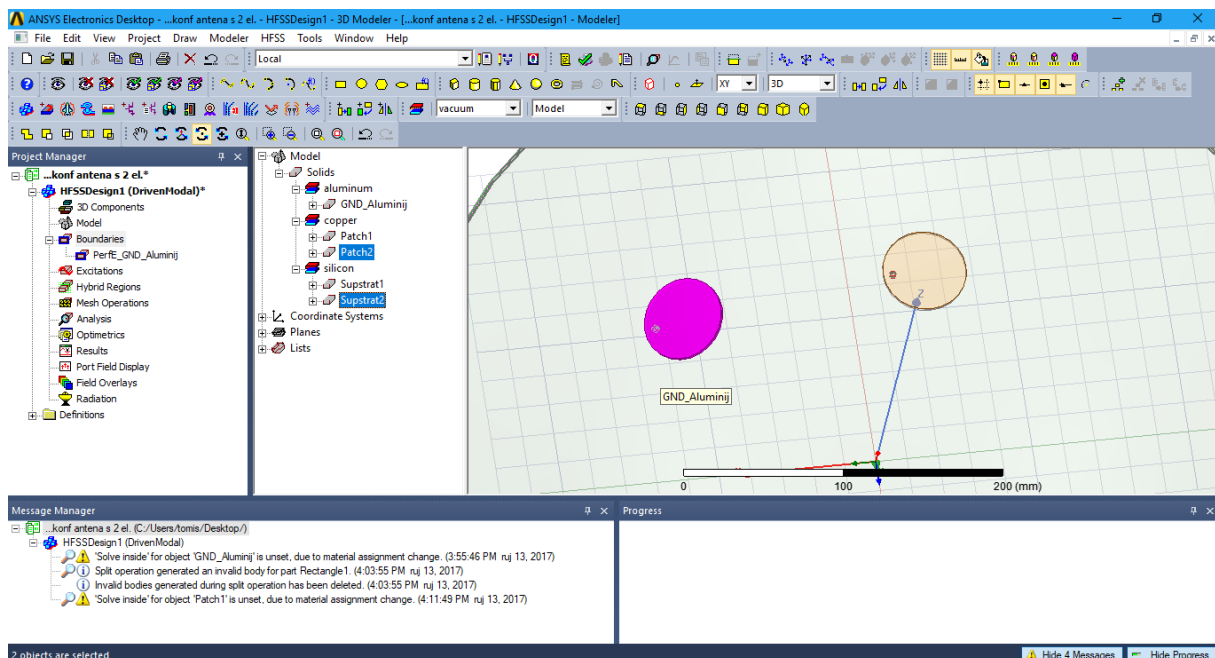 ANSYS Electronics Desktop - ...konf antena s 2 el. - HFSSDesign1 - 3D Modeler - [...konf antena s 2 el. - HFSSDesign1 - Modeler]
File Edit View Project Draw Modeler HFSS Tools Window Help
Local
XY 3D
vacuum Model
Project Manager
...konf antena s 2 el.*
HFSSDesign1 (DrivenModal)*
3D Components
Model
Boundaries
PerfE_GND_Aluminij
Excitations
Hybrid Regions
Mesh Operations
Analysis
Optimetrics
Results
Port Field Display
Field Overlays
Radiation
Definitions
Model
Solids
aluminum
GND_Aluminij
copper
Patch1
Patch2
silicon
Supstrat1
Supstrat2
Coordinate Systems
Planes
Lists
Z
GND_Aluminij
0 100 200 (mm)
Message Manager
...konf antena s 2 el. (C:/Users/tomis/Desktop/)
HFSSDesign1 (DrivenModal)
'Solve inside' for object 'GND_Aluminij' is unset, due to material assignment change. (3:55:46 PM ruj 13, 2017)
Split operation generated an invalid body for part Rectangle1. (4:03:55 PM ruj 13, 2017)
Invalid bodies generated during split operation has been deleted. (4:03:55 PM ruj 13, 2017)
'Solve inside' for object 'Patch1' is unset, due to material assignment change. (4:11:49 PM ruj 13, 2017)
Progress
2 objects are selected
Hide 4 Messages Hide Progress